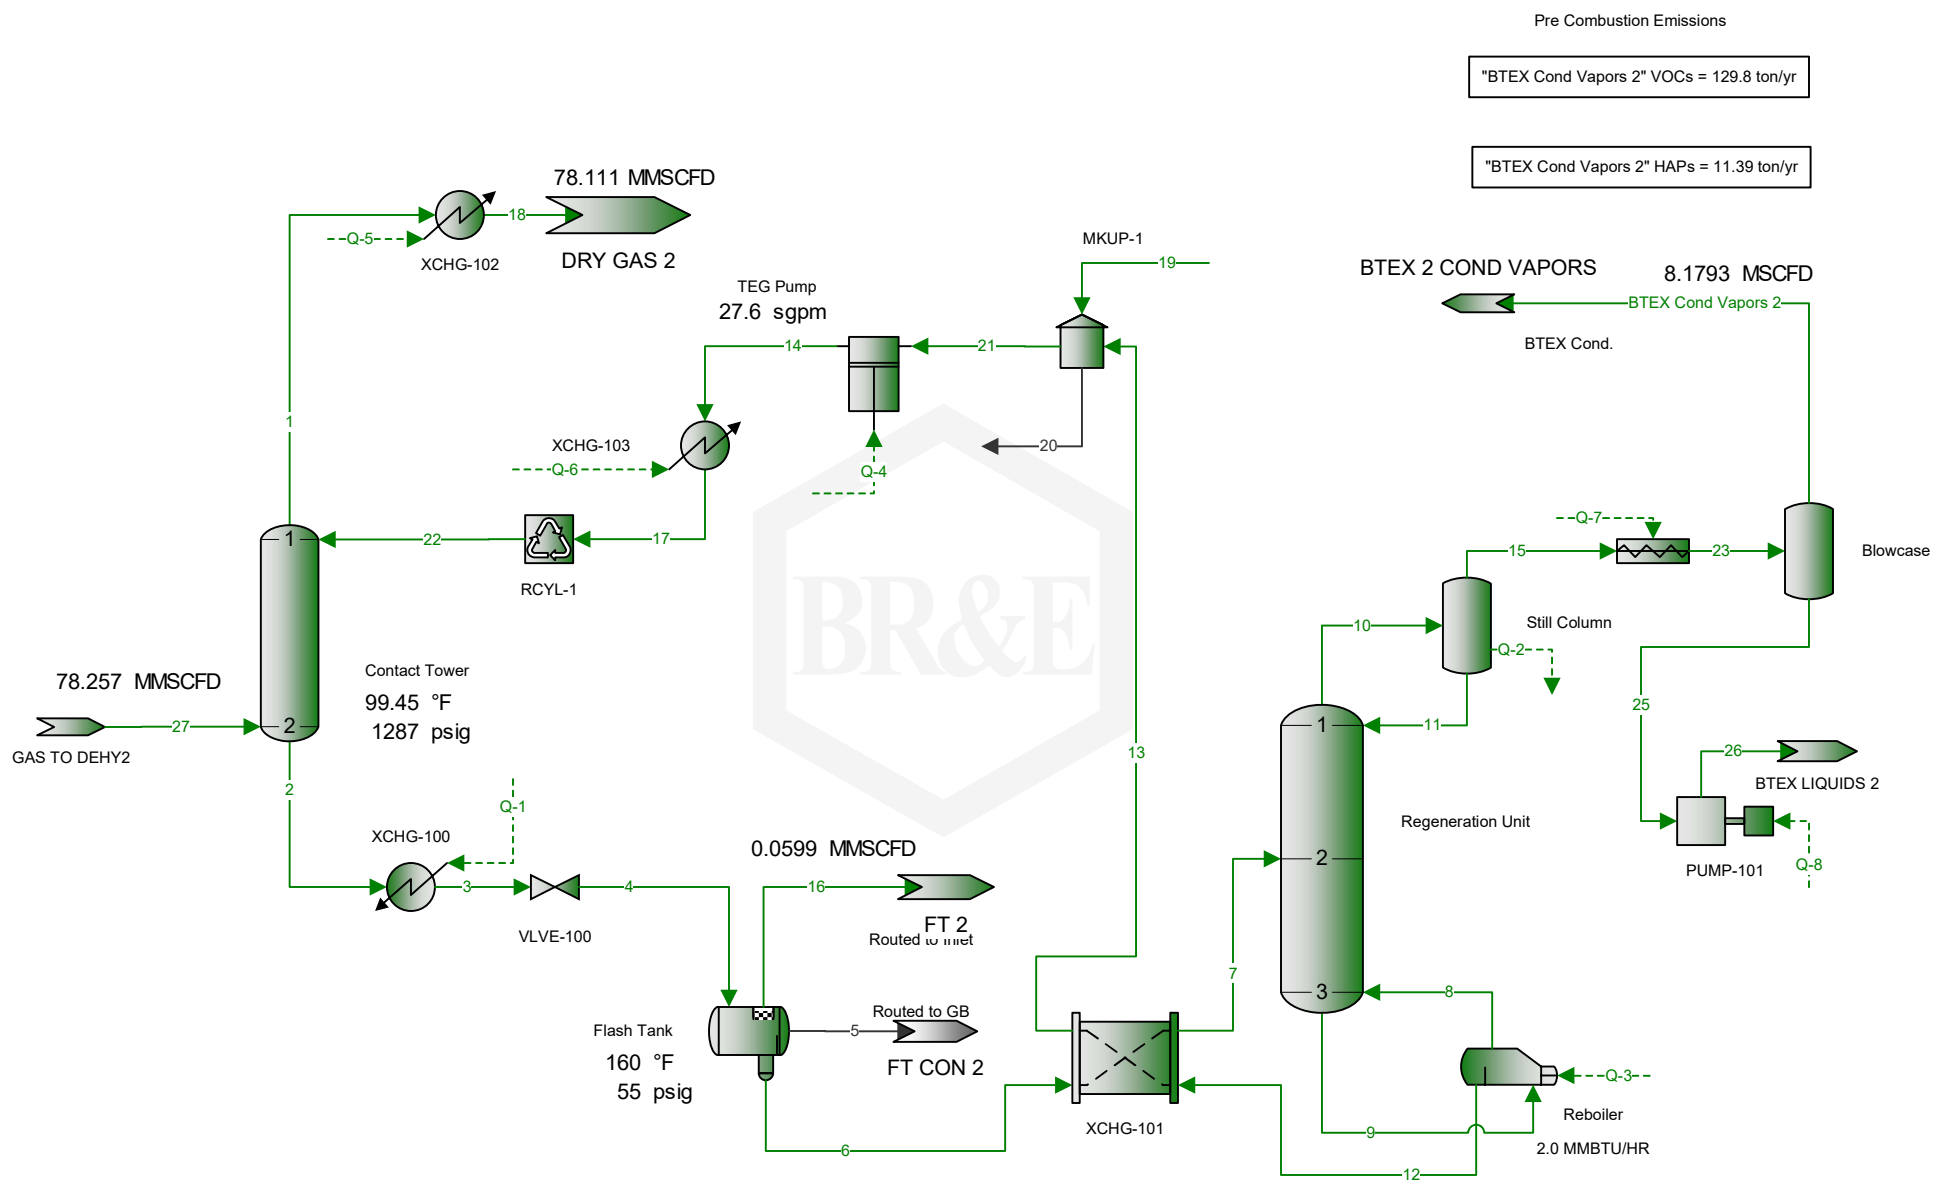 Pre Combustion Emissions
"BTEX Cond Vapors 2" VOCs = 129.8 ton/yr
"BTEX Cond Vapors 2" HAPs = 11.39 ton/yr
78.111 MMSCFD
18
Q-5
XCHG-102
DRY GAS 2
MKUP-1
19
TEG Pump
27.6 sgpm
14
21
20
BTEX 2 COND VAPORS
8.1793 MSCFD
BTEX Cond Vapors 2
BTEX Cond.
1
XCHG-103
Q-6
Q-4
1
22
17
RCYL-1
BR&E
Q-7
15
23
Blowcase
10
Still Column
Q-2
Contact Tower
99.45 °F
1287 psig
78.257 MMSCFD
27
2
GAS TO DEHY2
2
Q-1
XCHG-100
3
4
VLVE-100
0.0599 MMSCFD
16
FT 2
Routed to Inlet
13
1
11
25
26
BTEX LIQUIDS 2
Regeneration Unit
2
PUMP-101
Q-8
7
3
8
Flash Tank
160 °F
55 psig
Routed to GB
5
FT CON 2
6
XCHG-101
Q-3
Reboiler
2.0 MMBTU/HR
9
12